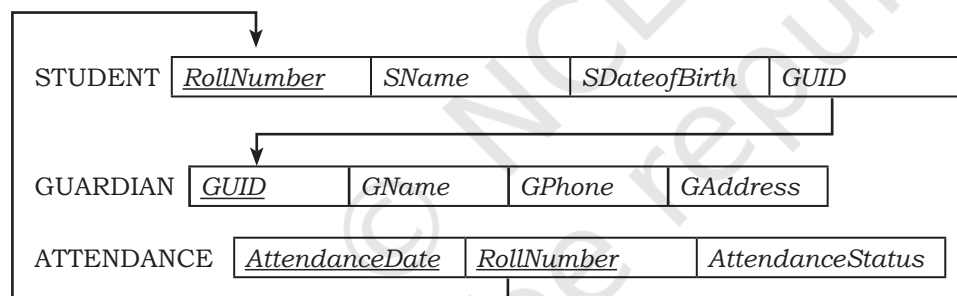 STUDENT RollNumber SName SDateofBirth GUID
GUARDIAN GUID GName GPhone GAddress
ATTENDANCE AttendanceDate RollNumber AttendanceStatus